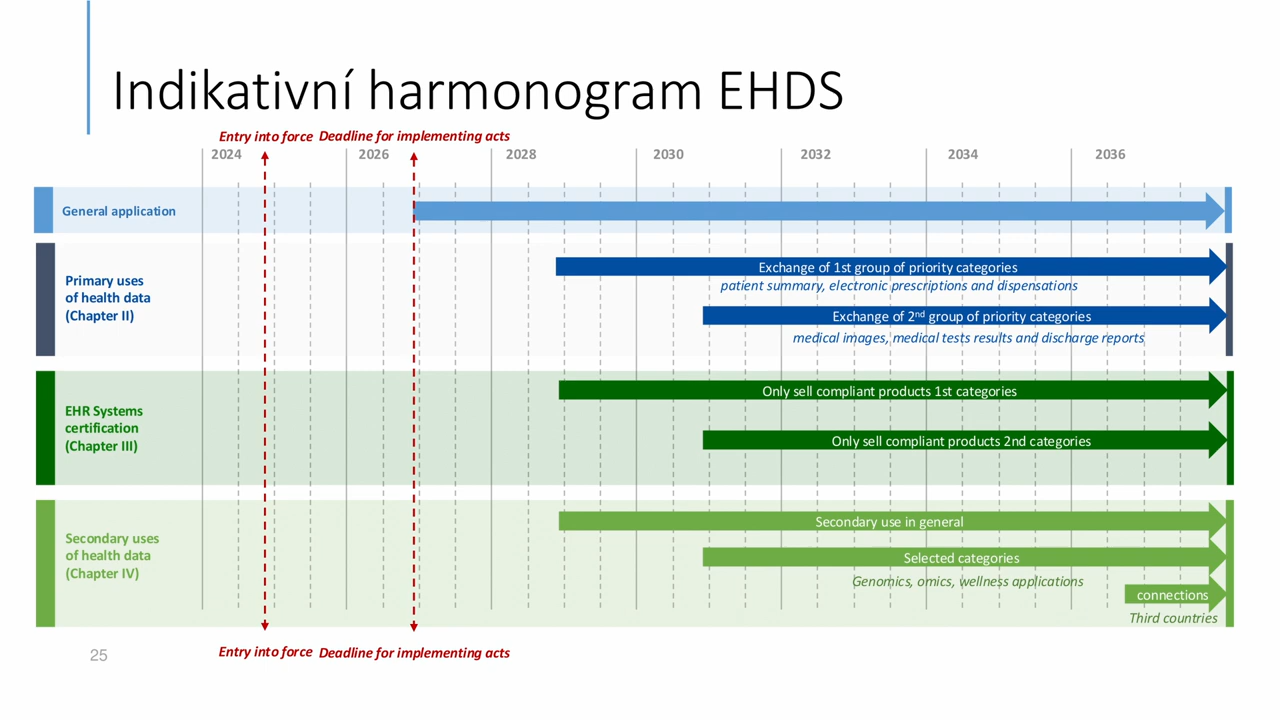 Indikativní harmonogram EHDS
Entry into force Deadline for implementing acts
2024 2026 2028 2030 2032 2034 2036
General application
Primary uses
of health data
(Chapter II)
Exchange of 1st group of priority categories
patient summary, electronic prescriptions and dispensations
Exchange of 2nd group of priority categories
medical images, medical tests results and discharge reports
EHR Systems
certification
(Chapter III)
Only sell compliant products 1st categories
Only sell compliant products 2nd categories
Secondary uses
of health data
(Chapter IV)
Secondary use in general
Selected categories
Genomics, omics, wellness applications
connections
Third countries
Entry into force Deadline for implementing acts
25